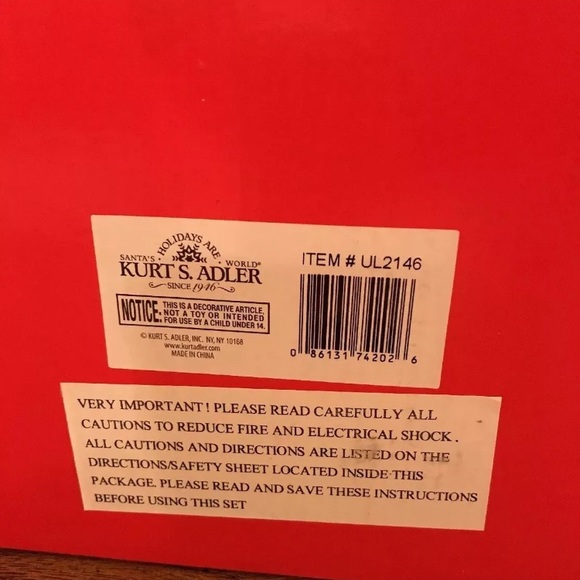 HOLIDAYS ARE
SANTA'S WORLD®
KURT S. ADLER
SINCE 1946
NOTICE: THIS IS A DECORATIVE ARTICLE,
NOT A TOY OR INTENDED
FOR USE BY A CHILD UNDER 14.
© KURT S. ADLER, INC. NY, NY 10168
www.kurtadler.com
MADE IN CHINA
ITEM # UL2146
0 86131 74202 6
VERY IMPORTANT! PLEASE READ CAREFULLY ALL
CAUTIONS TO REDUCE FIRE AND ELECTRICAL SHOCK.
ALL CAUTIONS AND DIRECTIONS ARE LISTED ON THE
DIRECTIONS/SAFETY SHEET LOCATED INSIDE THIS
PACKAGE. PLEASE READ AND SAVE THESE INSTRUCTIONS
BEFORE USING THIS SET